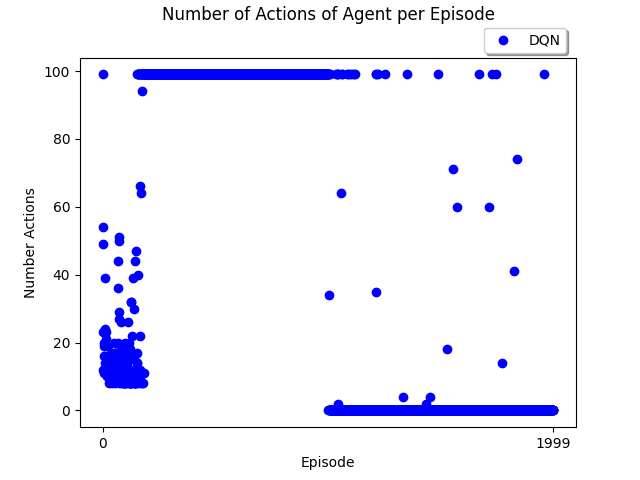 Number of Actions of Agent per Episode
DQN
100
80
60
40
20
0
Number Actions
0
1999
Episode